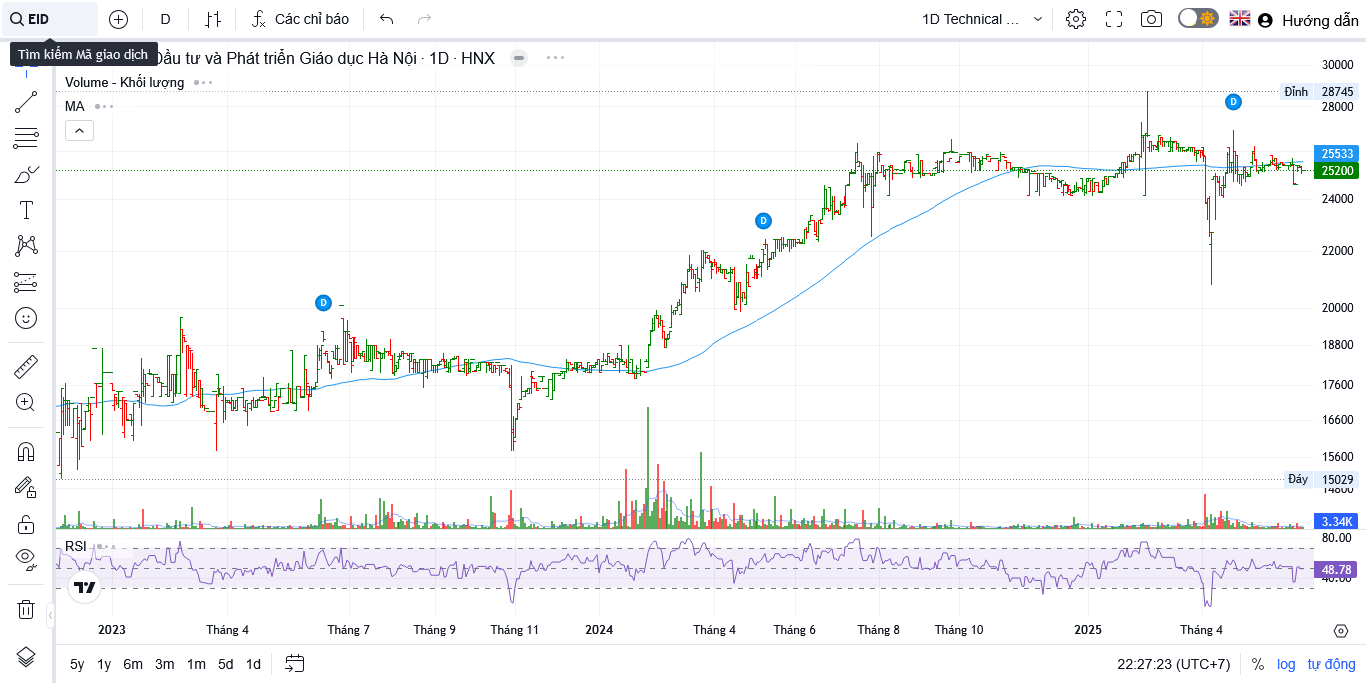 EID
D
Các chỉ báo
1D Technical ...
Hướng dẫn
Tìm kiếm Mã giao dịch
Đầu tư và Phát triển Giáo dục Hà Nội · 1D · HNX
Volume - Khối lượng
MA
30000
Đỉnh 28745
28000
25533
25200
24000
22000
20000
18800
17600
16600
15600
Đáy 15029
14800
3.34K
D
D
D
RSI
80.00
48.78
40.00
2023 Tháng 4 Tháng 7 Tháng 9 Tháng 11 2024 Tháng 4 Tháng 6 Tháng 8 Tháng 10 2025 Tháng 4
5y 1y 6m 3m 1m 5d 1d
22:27:23 (UTC+7) % log tự động